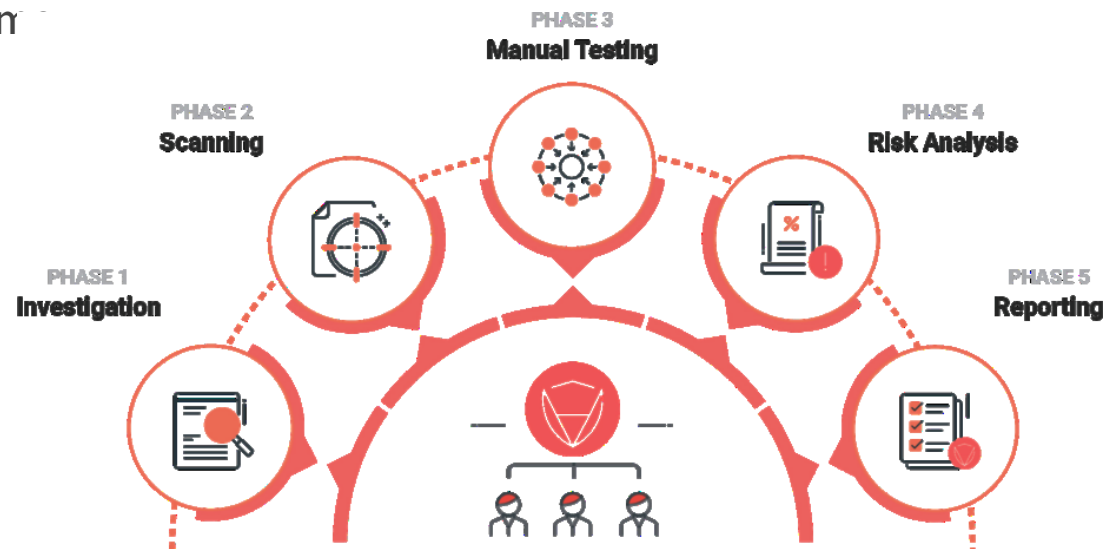 PHASE 1
Investigation
PHASE 2
Scanning
PHASE 3
Manual Testing
PHASE 4
Risk Analysis
PHASE 5
Reporting